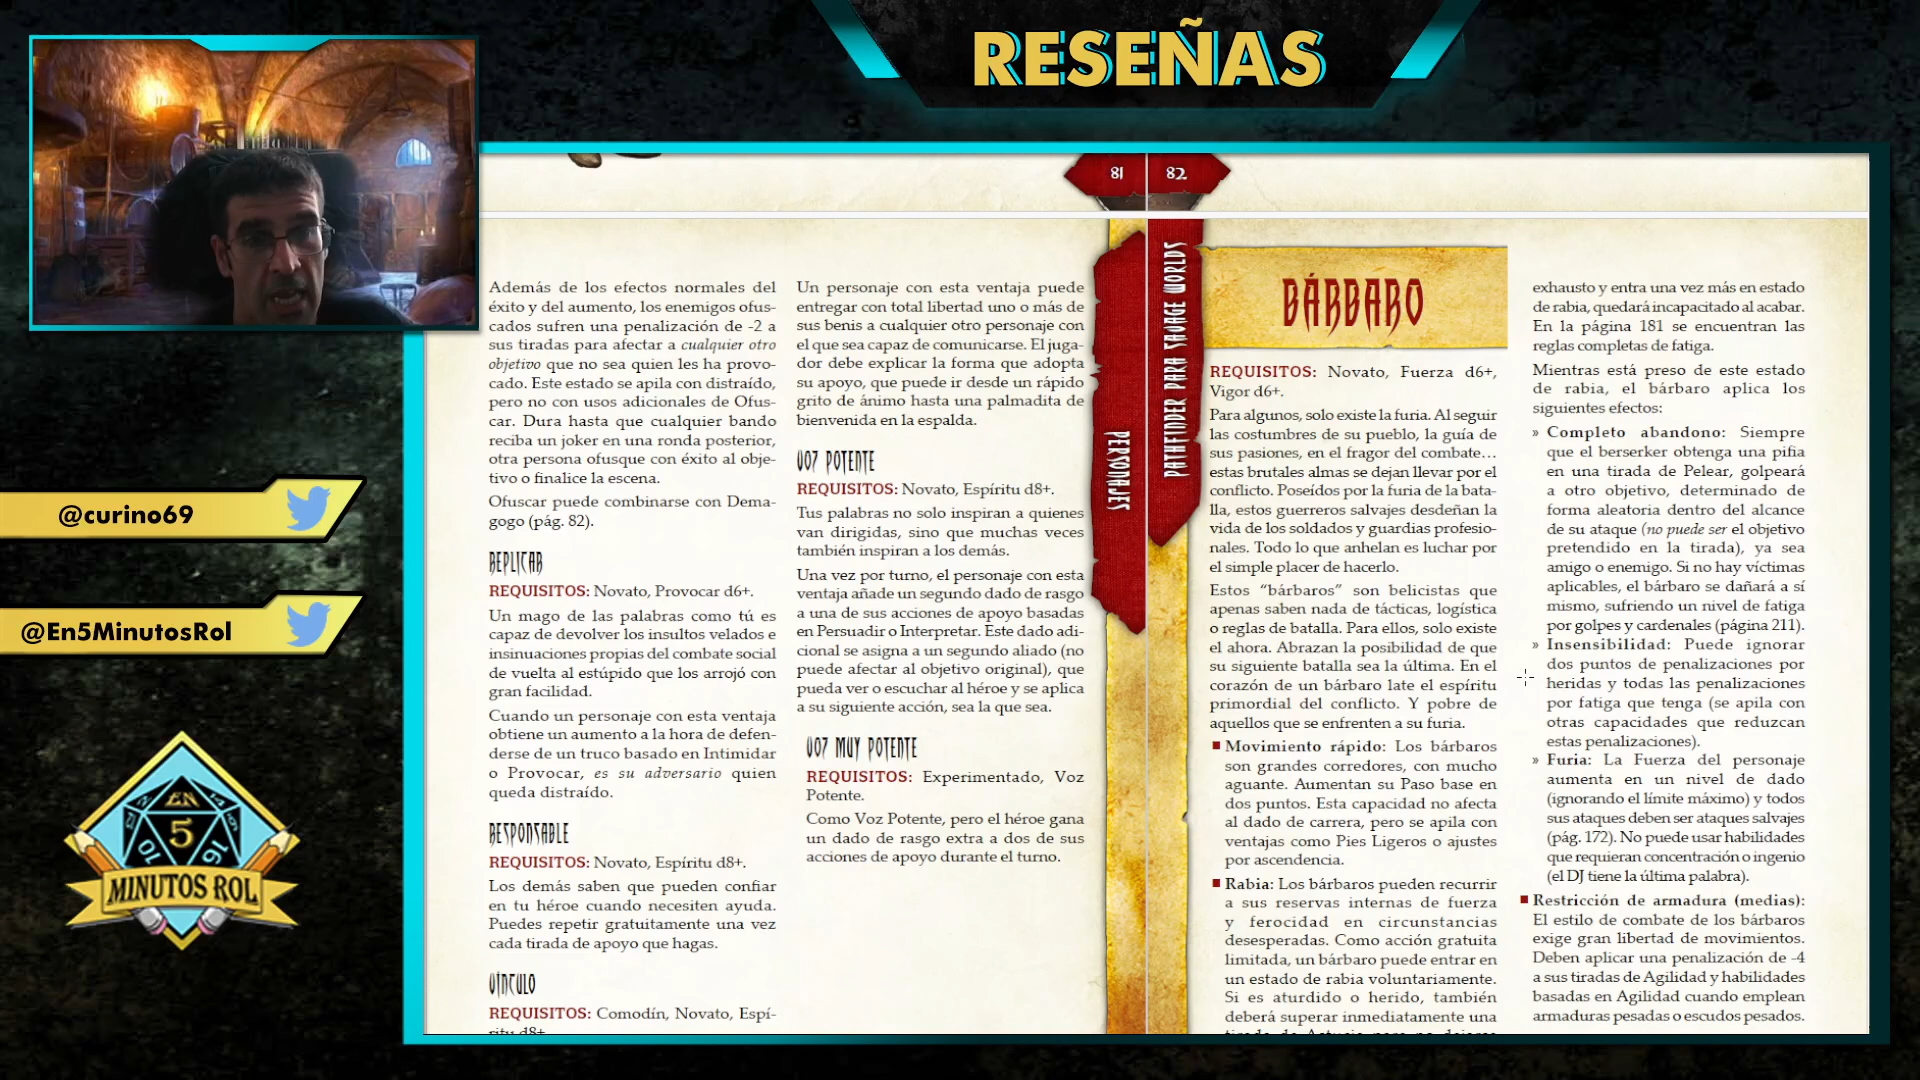 RESEÑAS
@curino69
@En5MinutosRol
EN
5
MINUTOS ROL
81
82
Además de los efectos normales del
éxito y del aumento, los enemigos ofus-
cados sufren una penalización de -2 a
sus tiradas para afectar a cualquier otro
objetivo que no sea quien les ha provo-
cado. Este estado se apila con distraído,
pero no con usos adicionales de Ofus-
car. Dura hasta que cualquier bando
reciba un joker en una ronda posterior,
otra persona ofusque con éxito al obje-
tivo o finalice la escena.
Ofuscar puede combinarse con Dema-
gogo (pág. 82).
REPLICAR
REQUISITOS: Novato, Provocar d6+.
Un mago de las palabras como tú es
capaz de devolver los insultos velados e
insinuaciones propias del combate social
de vuelta al estúpido que los arrojó con
gran facilidad.
Cuando un personaje con esta ventaja
obtiene un aumento a la hora de defen-
derse de un truco basado en Intimidar
o Provocar, es su adversario quien
queda distraído.
RESPONSABLE
REQUISITOS: Novato, Espíritu d8+.
Los demás saben que pueden confiar
en tu héroe cuando necesiten ayuda.
Puedes repetir gratuitamente una vez
cada tirada de apoyo que hagas.
VÍNCULO
REQUISITOS: Comodín, Novato, Espí-
ritu d8+
Un personaje con esta ventaja puede
entregar con total libertad uno o más de
sus benis a cualquier otro personaje con
el que sea capaz de comunicarse. El juga-
dor debe explicar la forma que adopta
su apoyo, que puede ir desde un rápido
grito de ánimo hasta una palmadita de
bienvenida en la espalda.
VOZ POTENTE
REQUISITOS: Novato, Espíritu d8+.
Tus palabras no solo inspiran a quienes
van dirigidas, sino que muchas veces
también inspiran a los demás.
Una vez por turno, el personaje con esta
ventaja añade un segundo dado de rasgo
a una de sus acciones de apoyo basadas
en Persuadir o Interpretar. Este dado adi-
cional se asigna a un segundo aliado (no
puede afectar al objetivo original), que
pueda ver o escuchar al héroe y se aplica
a su siguiente acción, sea la que sea.
VOZ MUY POTENTE
REQUISITOS: Experimentado, Voz
Potente.
Como Voz Potente, pero el héroe gana
un dado de rasgo extra a dos de sus
acciones de apoyo durante el turno.
PERSONAJES
PATHFINDER PARA SAVAGE WORLDS
BÁRBARO
REQUISITOS: Novato, Fuerza d6+,
Vigor d6+.
Para algunos, solo existe la furia. Al seguir
las costumbres de su pueblo, la guía de
sus pasiones, en el fragor del combate…
estas brutales almas se dejan llevar por el
conflicto. Poseídos por la furia de la bata-
lla, estos guerreros salvajes desdeñan la
vida de los soldados y guardias profesio-
nales. Todo lo que anhelan es luchar por
el simple placer de hacerlo.
Estos “bárbaros” son belicistas que
apenas saben nada de tácticas, logística
o reglas de batalla. Para ellos, solo existe
el ahora. Abrazan la posibilidad de que
su siguiente batalla sea la última. En el
corazón de un bárbaro late el espíritu
primordial del conflicto. Y pobre de
aquellos que se enfrenten a su furia.
■ Movimiento rápido: Los bárbaros
son grandes corredores, con mucho
aguante. Aumentan su Paso base en
dos puntos. Esta capacidad no afecta
al dado de carrera, pero se apila con
ventajas como Pies Ligeros o ajustes
por ascendencia.
■ Rabia: Los bárbaros pueden recurrir
a sus reservas internas de fuerza
y ferocidad en circunstancias
desesperadas. Como acción gratuita
limitada, un bárbaro puede entrar en
un estado de rabia voluntariamente.
Si es aturdido o herido, también
deberá superar inmediatamente una
tirada de Astucia para no dejarse
exhausto y entra una vez más en estado
de rabia, quedará incapacitado al acabar.
En la página 181 se encuentran las
reglas completas de fatiga.
Mientras está preso de este estado
de rabia, el bárbaro aplica los
siguientes efectos:
» Completo abandono: Siempre
que el berserker obtenga una pifia
en una tirada de Pelear, golpeará
a otro objetivo, determinado de
forma aleatoria dentro del alcance
de su ataque (no puede ser el objetivo
pretendido en la tirada), ya sea
amigo o enemigo. Si no hay víctimas
aplicables, el bárbaro se dañará a sí
mismo, sufriendo un nivel de fatiga
por golpes y cardenales (página 211).
» Insensibilidad: Puede ignorar
dos puntos de penalizaciones por
heridas y todas las penalizaciones
por fatiga que tenga (se apila con
otras capacidades que reduzcan
estas penalizaciones).
» Furia: La Fuerza del personaje
aumenta en un nivel de dado
(ignorando el límite máximo) y todos
sus ataques deben ser ataques salvajes
(pág. 172). No puede usar habilidades
que requieran concentración o ingenio
(el DJ tiene la última palabra).
■ Restricción de armadura (medias):
El estilo de combate de los bárbaros
exige gran libertad de movimientos.
Deben aplicar una penalización de -4
a sus tiradas de Agilidad y habilidades
basadas en Agilidad cuando emplean
armaduras pesadas o escudos pesados.